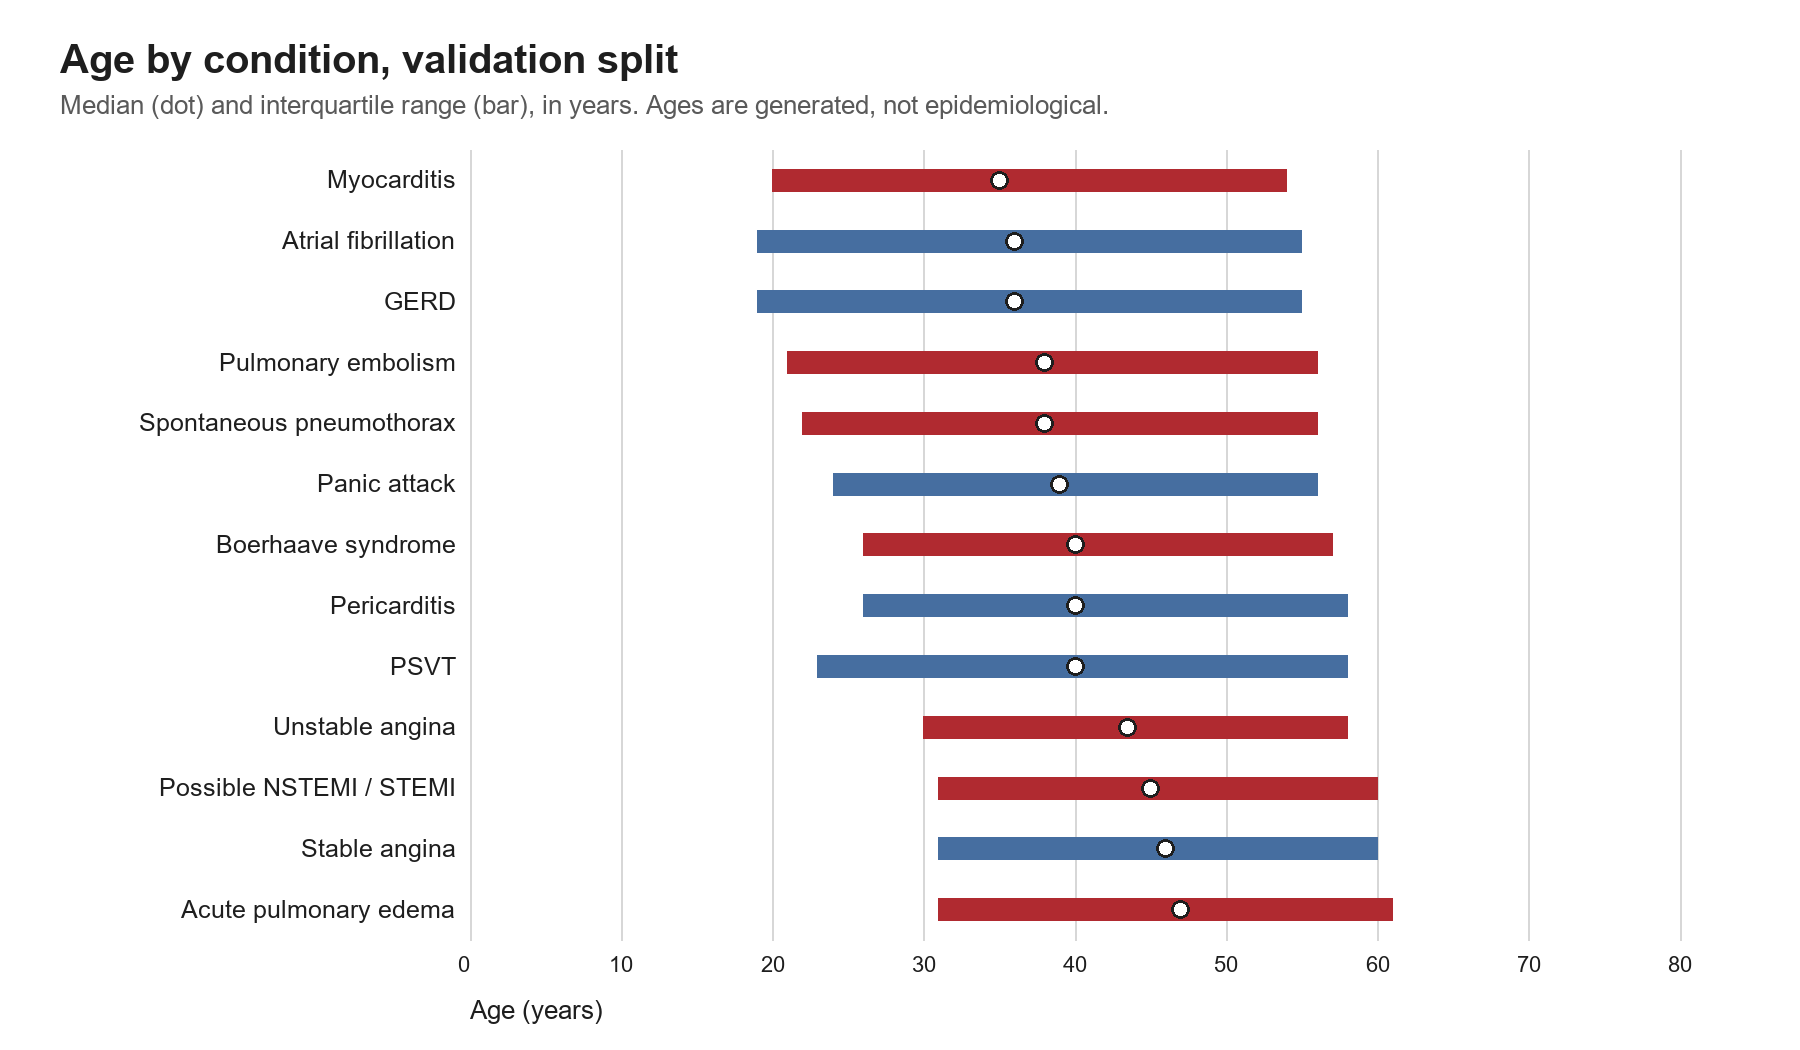 Age by condition, validation split
Median (dot) and interquartile range (bar), in years. Ages are generated, not epidemiological.
Myocarditis
Atrial fibrillation
GERD
Pulmonary embolism
Spontaneous pneumothorax
Panic attack
Boerhaave syndrome
Pericarditis
PSVT
Unstable angina
Possible NSTEMI / STEMI
Stable angina
Acute pulmonary edema
0 10 20 30 40 50 60 70 80
Age (years)